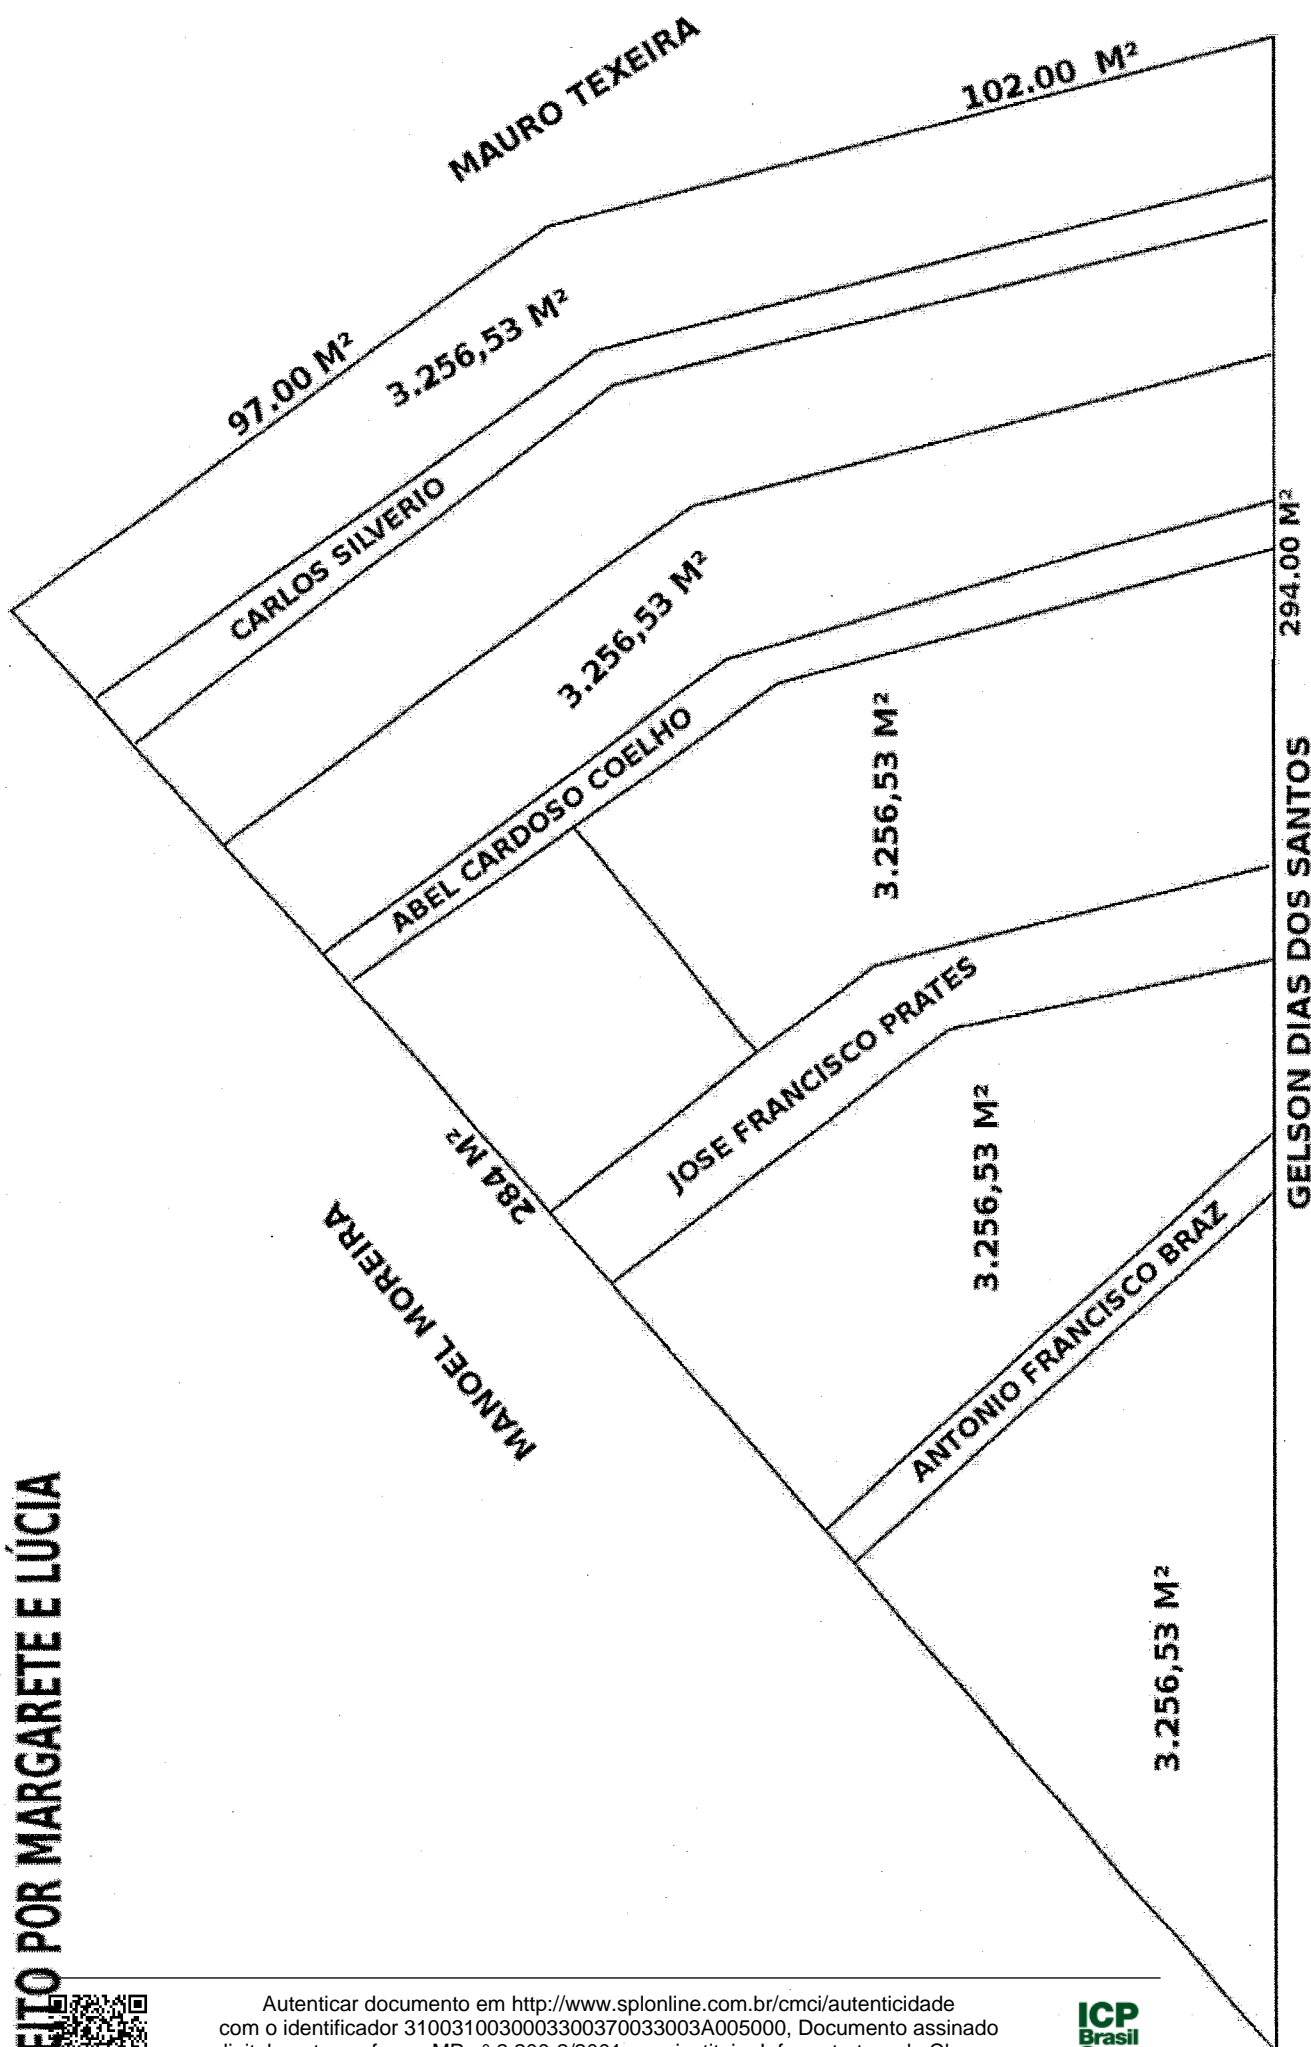 MAURO TEXEIRA
102.00 M²
97.00 M²
3.256,53 M²
CARLOS SILVERIO
3.256,53 M²
294.00 M²
ABEL CARDOSO COELHO
3.256,53 M²
GELSON DIAS DOS SANTOS
JOSE FRANCISCO PRATES
284 M²
MANOEL MOREIRA
3.256,53 M²
ANTONIO FRANCISCO BRAZ
3.256,53 M²
POR MARGARETE E LÚCIA
Autenticar documento em http://www.splonline.com.br/cmci/autenticidade
com o identificador 3100310030003300370033003A005000, Documento assinado
ICP
Brasil